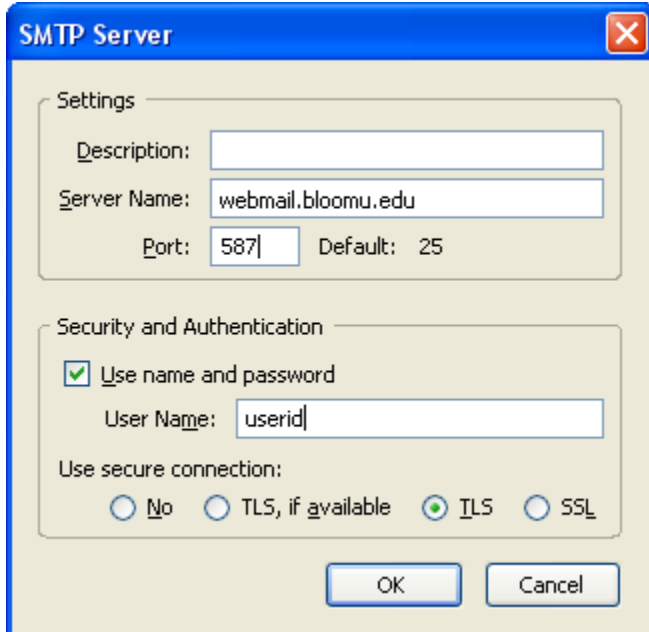 SMTP Server
Settings
Description:
Server Name: webmail.bloomu.edu
Port: 587 Default: 25
Security and Authentication
Use name and password
User Name: userid
Use secure connection:
No TLS, if available TLS SSL
OK Cancel